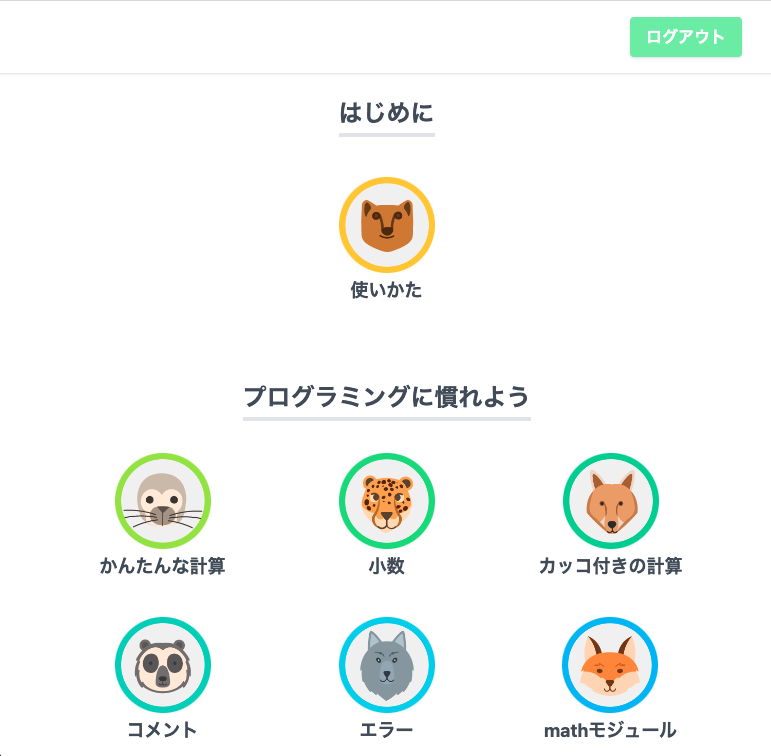 ログアウト
はじめに
使いかた
プログラミングに慣れよう
かんたんな計算
小数
カッコ付きの計算
コメント
エラー
mathモジュール